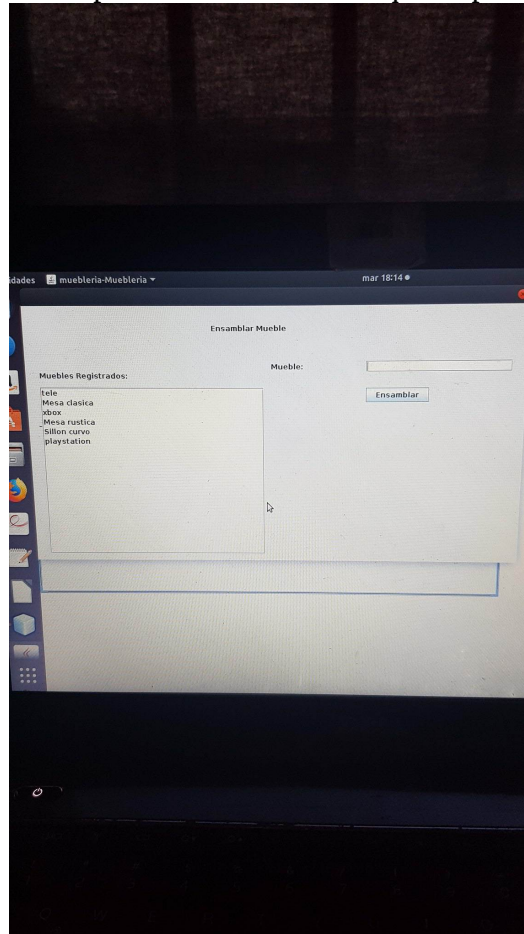 idades muebleria-Muebleria mar 18:14
Ensamblar Mueble
Mueble:
Muebles Registrados:
Ensamblar
tele
Mesa clasica
xbox
Mesa rustica
Sillon curvo
playstation